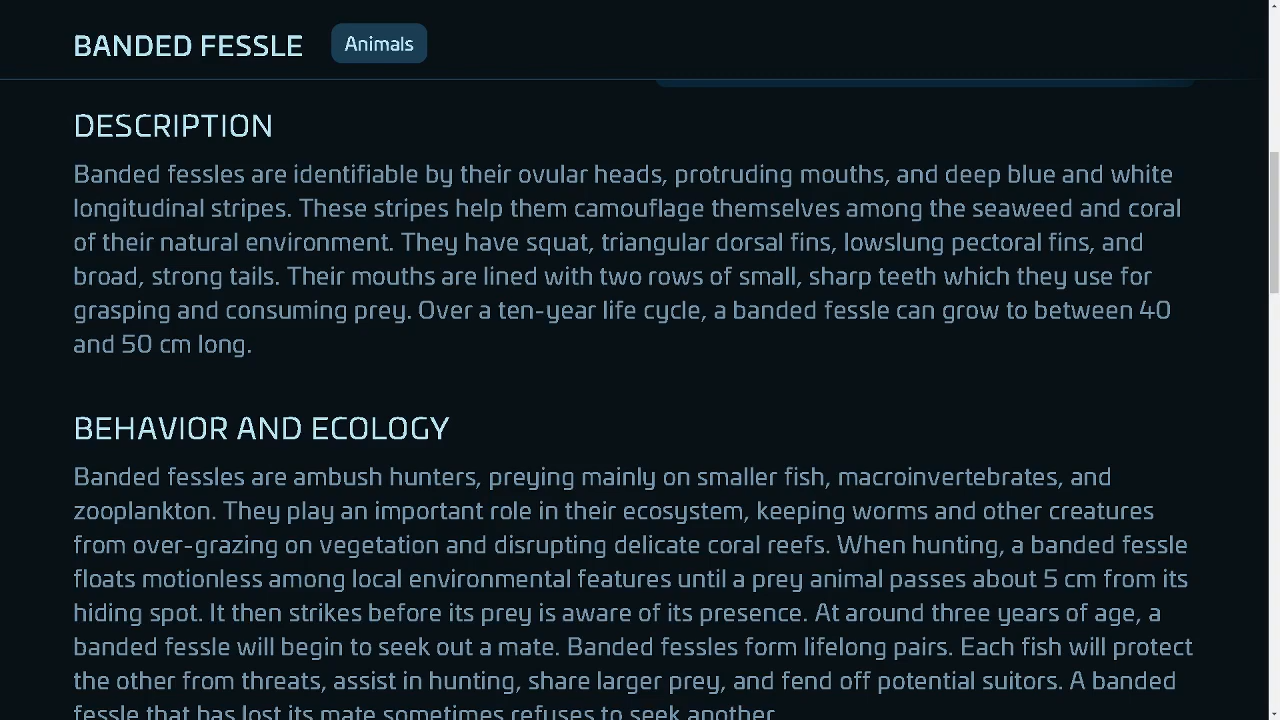 BANDED FESSLE
Animals
DESCRIPTION
Banded fessles are identifiable by their ovular heads, protruding mouths, and deep blue and white
longitudinal stripes. These stripes help them camouflage themselves among the seaweed and coral
of their natural environment. They have squat, triangular dorsal fins, lowslung pectoral fins, and
broad, strong tails. Their mouths are lined with two rows of small, sharp teeth which they use for
grasping and consuming prey. Over a ten-year life cycle, a banded fessle can grow to between 40
and 50 cm long.
BEHAVIOR AND ECOLOGY
Banded fessles are ambush hunters, preying mainly on smaller fish, macroinvertebrates, and
zooplankton. They play an important role in their ecosystem, keeping worms and other creatures
from over-grazing on vegetation and disrupting delicate coral reefs. When hunting, a banded fessle
floats motionless among local environmental features until a prey animal passes about 5 cm from its
hiding spot. It then strikes before its prey is aware of its presence. At around three years of age, a
banded fessle will begin to seek out a mate. Banded fessles form lifelong pairs. Each fish will protect
the other from threats, assist in hunting, share larger prey, and fend off potential suitors. A banded
fessle that has lost its mate sometimes refuses to seek another.